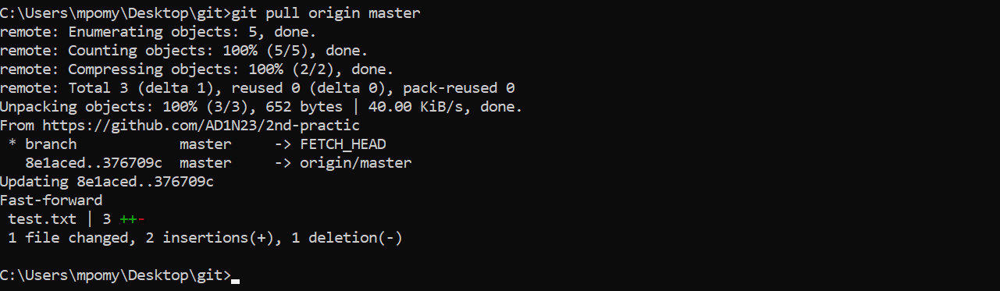 C:\Users\mpomy\Desktop\git>git pull origin master
remote: Enumerating objects: 5, done.
remote: Counting objects: 100% (5/5), done.
remote: Compressing objects: 100% (2/2), done.
remote: Total 3 (delta 1), reused 0 (delta 0), pack-reused 0
Unpacking objects: 100% (3/3), 652 bytes | 40.00 KiB/s, done.
From https://github.com/AD1N23/2nd-practic
 * branch            master     -> FETCH_HEAD
   8e1aced..376709c  master     -> origin/master
Updating 8e1aced..376709c
Fast-forward
 test.txt | 3 ++-
 1 file changed, 2 insertions(+), 1 deletion(-)
C:\Users\mpomy\Desktop\git>